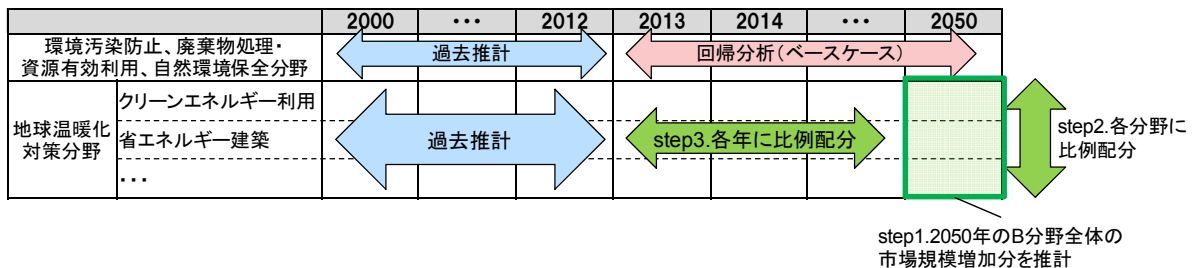 2000 ・・・ 2012 2013 2014 ・・・ 2050
環境汚染防止、廃棄物処理・
資源有効利用、自然環境保全分野
過去推計
回帰分析(ベースケース)
地球温暖化
対策分野
クリーンエネルギー利用
省エネルギー建築
・・・
過去推計
step3.各年に比例配分
step2.各分野に
比例配分
step1.2050年のB分野全体の
市場規模増加分を推計